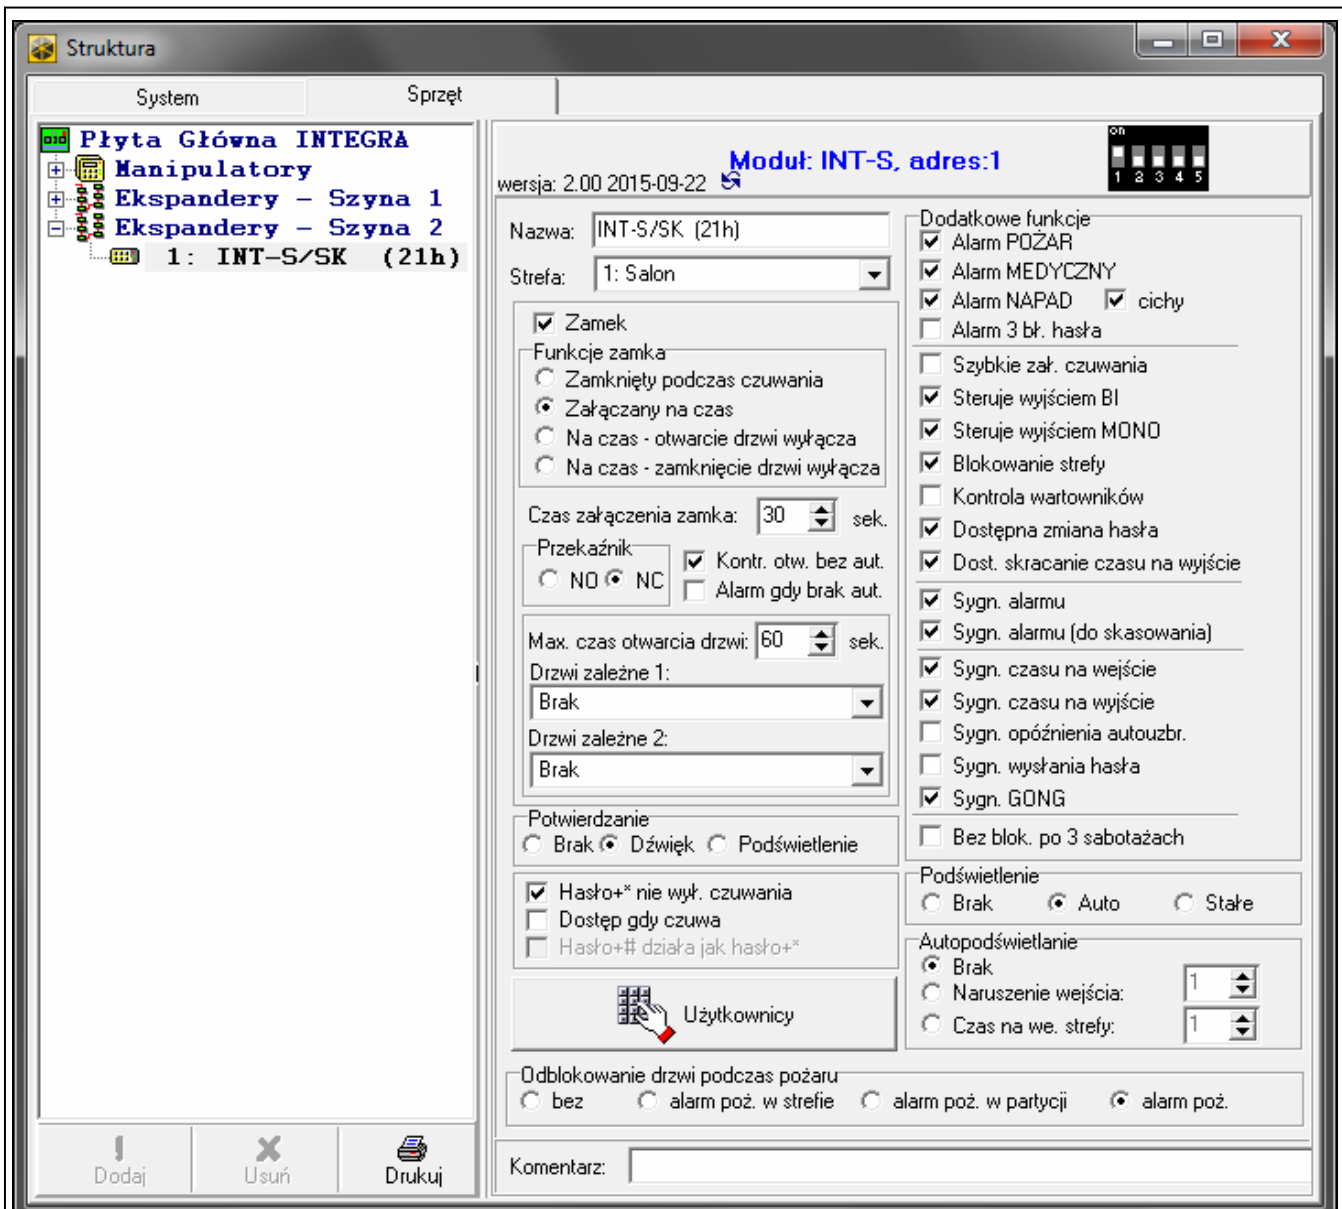 Struktura
System
Sprzęt
Płyta Główna INTEGRA
Manipulatory
Ekspandery – Szyna 1
Ekspandery – Szyna 2
1: INT-S/SK (21h)
Dodaj
Usuń
Drukuj
Moduł: INT-S, adres:1
wersja: 2.00 2015-09-22
on
1 2 3 4 5
Nazwa: INT-S/SK (21h)
Strefa: 1: Salon
Zamek
Funkcje zamka
Zamknięty podczas czuwania
Załączany na czas
Na czas - otwarcie drzwi wyłącza
Na czas - zamknięcie drzwi wyłącza
Czas załączenia zamka: 30 sek.
Przekaźnik
NO NC
Kontr. otw. bez aut.
Alarm gdy brak aut.
Max. czas otwarcia drzwi: 60 sek.
Drzwi zależne 1:
Brak
Drzwi zależne 2:
Brak
Potwierdzanie
Brak Dźwięk Podświetlenie
Hasło+* nie wył. czuwania
Dostęp gdy czuwa
Hasło+# działa jak hasło+*
Użytkownicy
Dodatkowe funkcje
Alarm POŻAR
Alarm MEDYCZNY
Alarm NAPAD cichy
Alarm 3 bł. hasła
Szybkie zał. czuwania
Steruje wyjściem BI
Steruje wyjściem MONO
Blokowanie strefy
Kontrola wartowników
Dostępna zmiana hasła
Dost. skracanie czasu na wyjście
Sygn. alarmu
Sygn. alarmu (do skasowania)
Sygn. czasu na wejście
Sygn. czasu na wyjście
Sygn. opóźnienia autouzbr.
Sygn. wysłania hasła
Sygn. GONG
Bez blok. po 3 sabotażach
Podświetlenie
Brak Auto Stałe
Autopodświetlanie
Brak
Naruszenie wejścia: 1
Czas na we. strefy: 1
Odblokowanie drzwi podczas pożaru
bez alarm poż. w strefie alarm poż. w partycji alarm poż.
Komentarz: